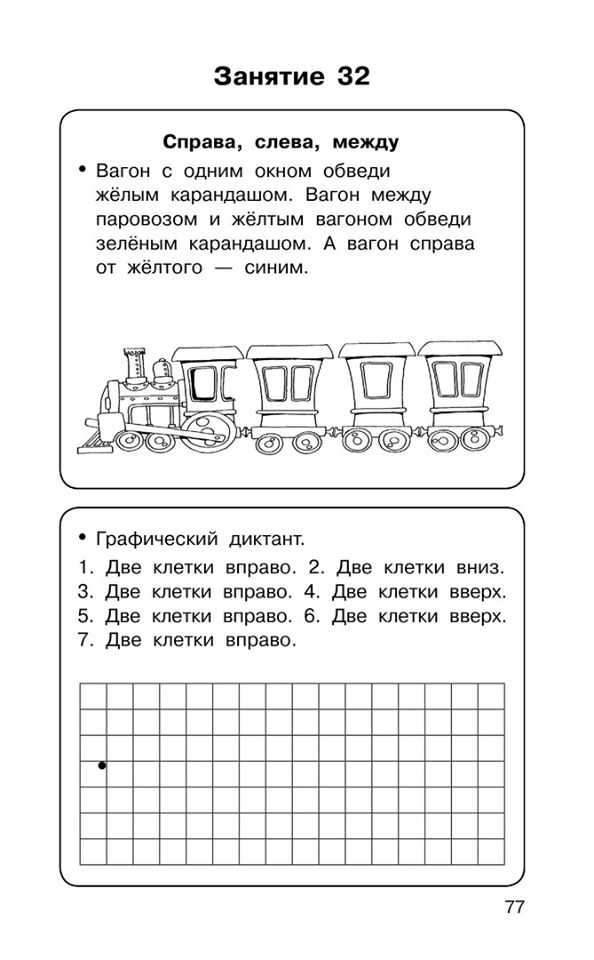 Занятие 32
Справа, слева, между
• Вагон с одним окном обведи
жёлым карандашом. Вагон между
паровозом и жёлтым вагоном обведи
зелёным карандашом. А вагон справа
от жёлтого — синим.
• Графический диктант.
1. Две клетки вправо. 2. Две клетки вниз.
3. Две клетки вправо. 4. Две клетки вверх.
5. Две клетки вправо. 6. Две клетки вверх.
7. Две клетки вправо.
77